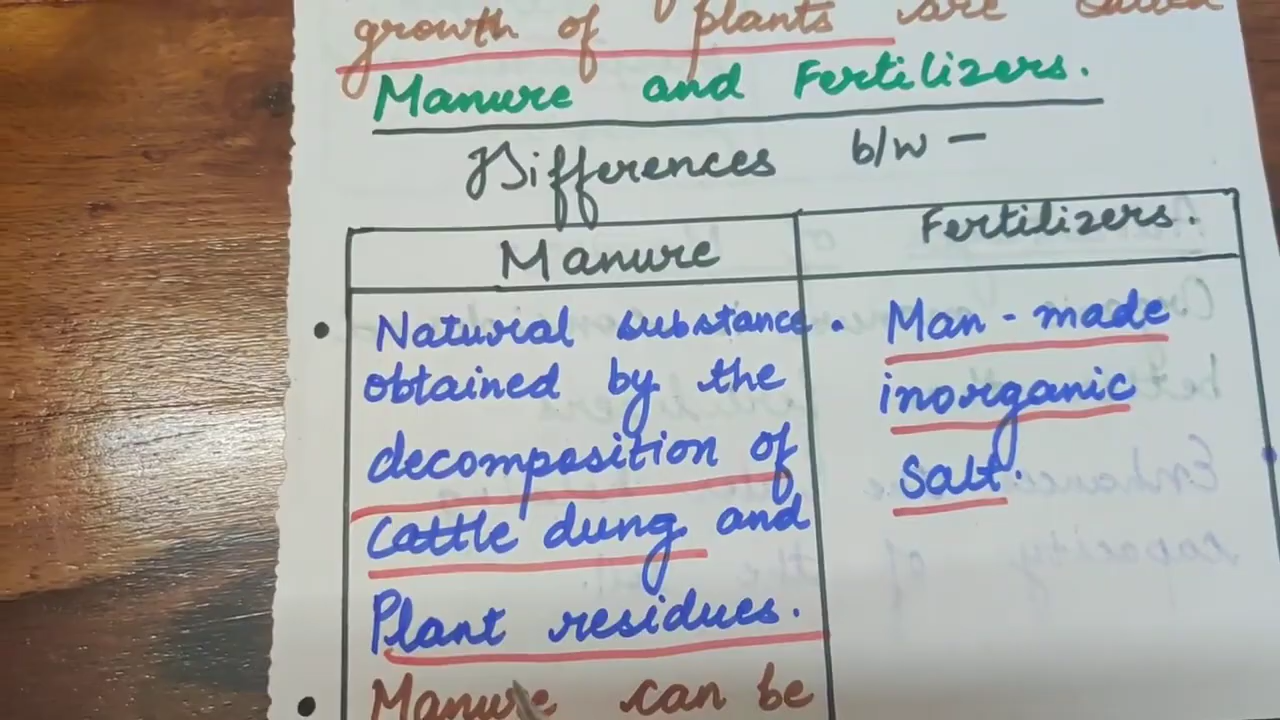 growth of plants are called
Manure and Fertilizers.
Differences b/w -
Manure
Fertilizers.
• Natural substance
obtained by the
decomposition of
cattle dung and
Plant residues.
• Manure can be
• Man-made
inorganic
Salt.